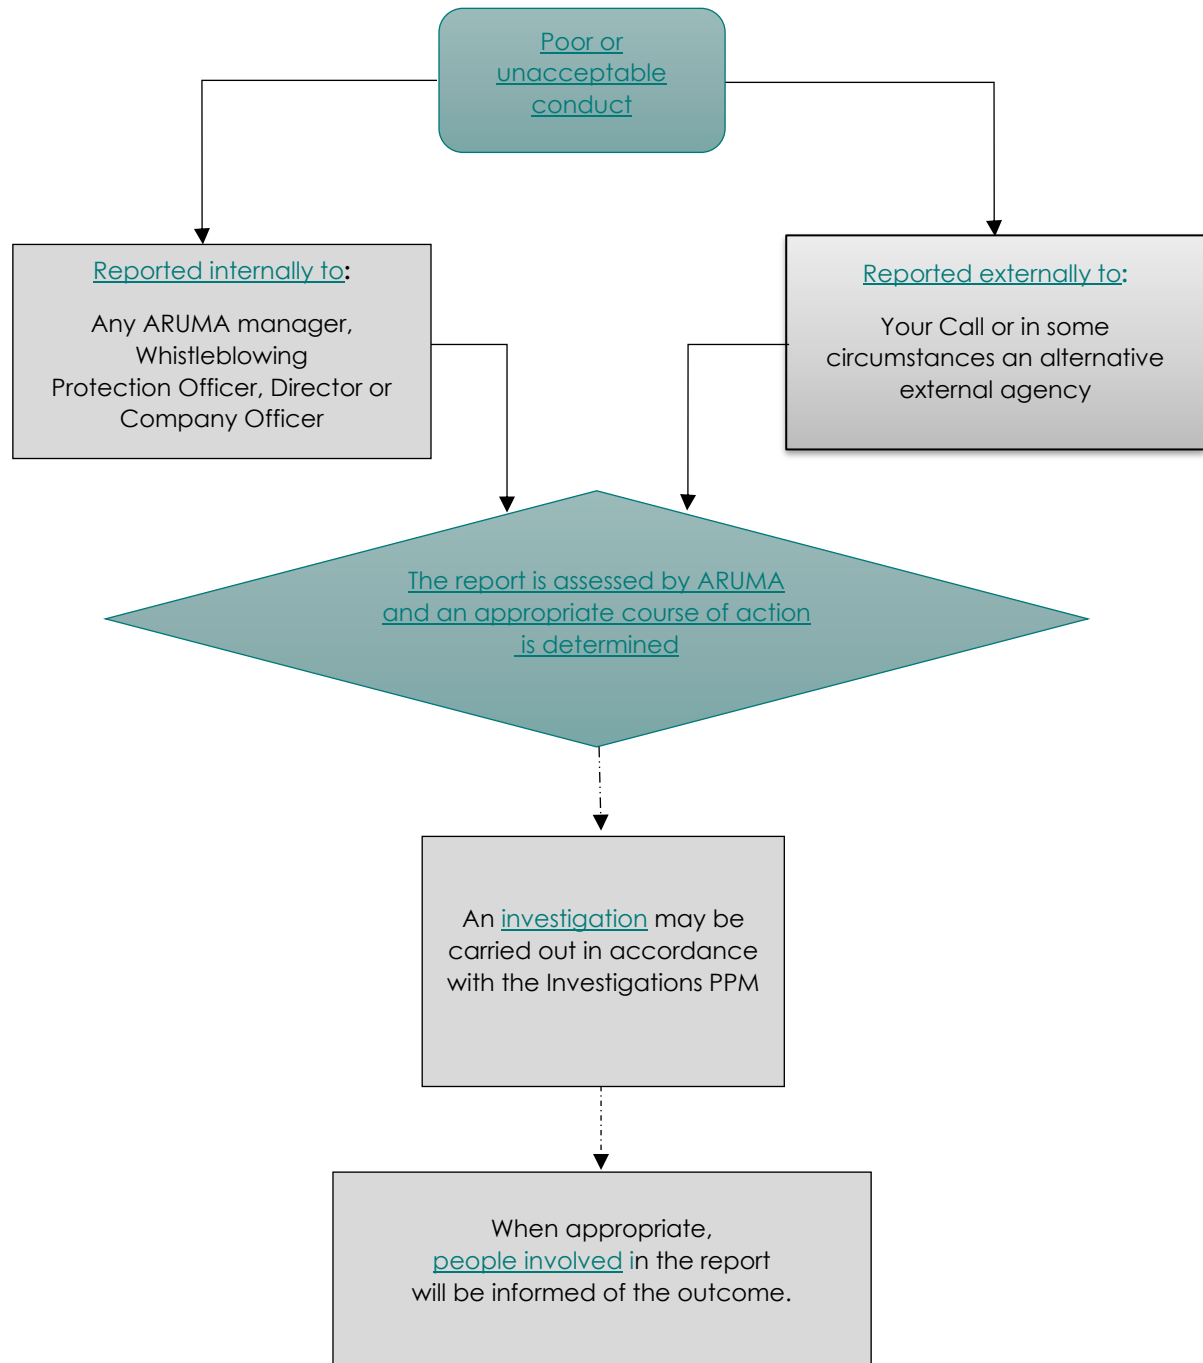 Poor or
unacceptable
conduct
Reported internally to:
Any ARUMA manager,
Whistleblowing
Protection Officer, Director or
Company Officer
Reported externally to:
Your Call or in some
circumstances an alternative
external agency
The report is assessed by ARUMA
and an appropriate course of action
is determined
An investigation may be
carried out in accordance
with the Investigations PPM
When appropriate,
people involved in the report
will be informed of the outcome.